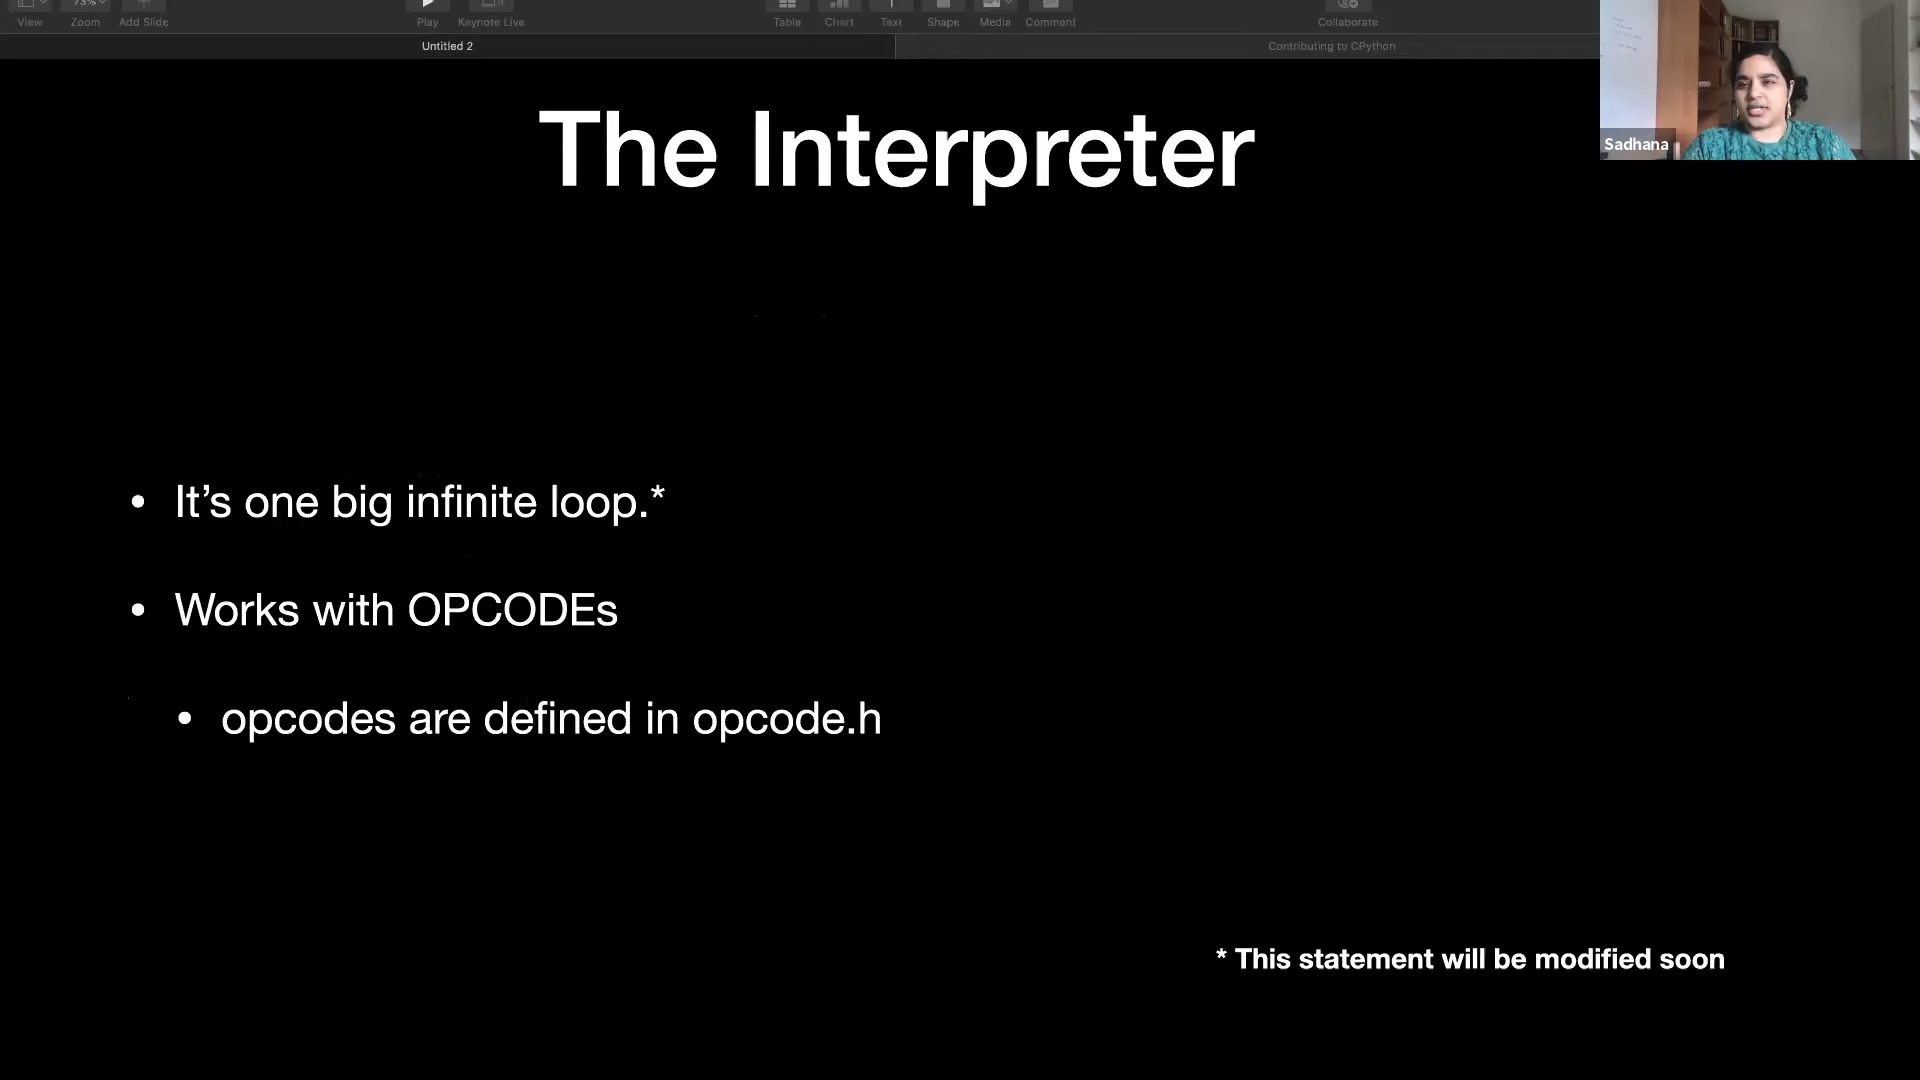 73%
View Zoom Add Slide Play Keynote Live Table Chart Text Shape Media Comment Collaborate
Untitled 2 Contributing to CPython
Sadhana
The Interpreter
• It’s one big infinite loop.*
• Works with OPCODEs
• opcodes are defined in opcode.h
* This statement will be modified soon